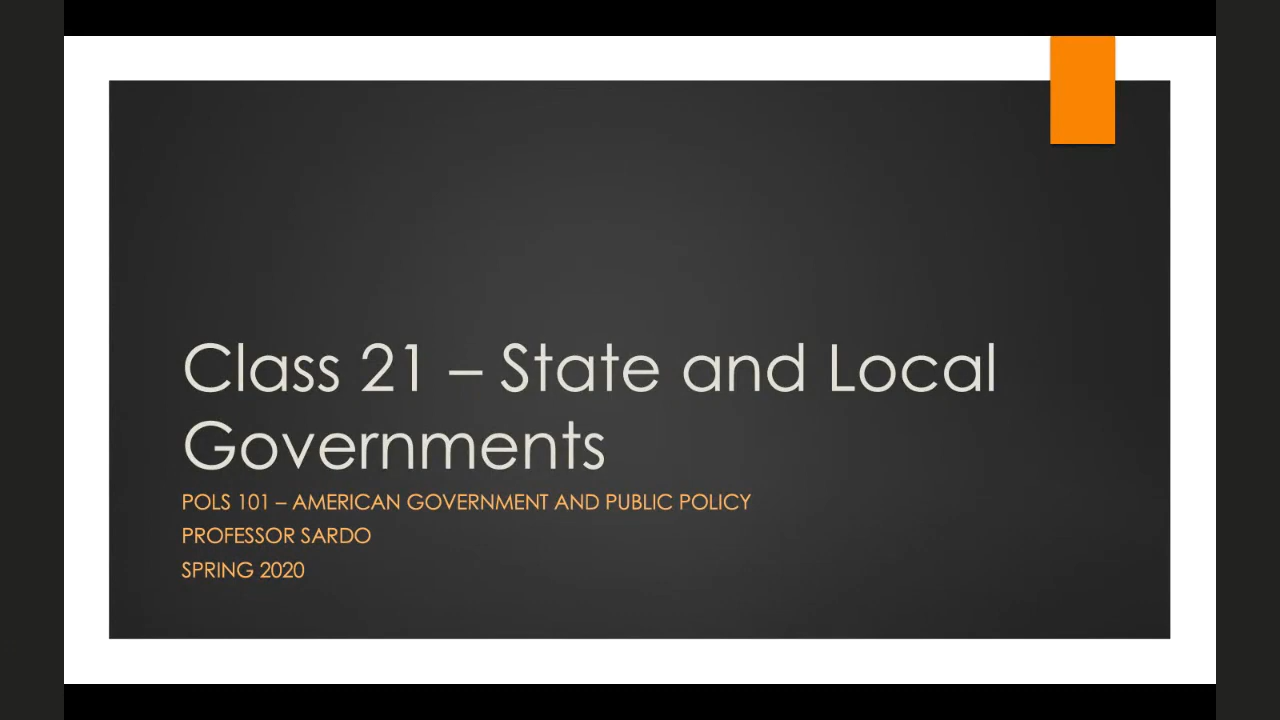 Class 21 – State and Local
Governments
POLS 101 – AMERICAN GOVERNMENT AND PUBLIC POLICY
PROFESSOR SARDO
SPRING 2020